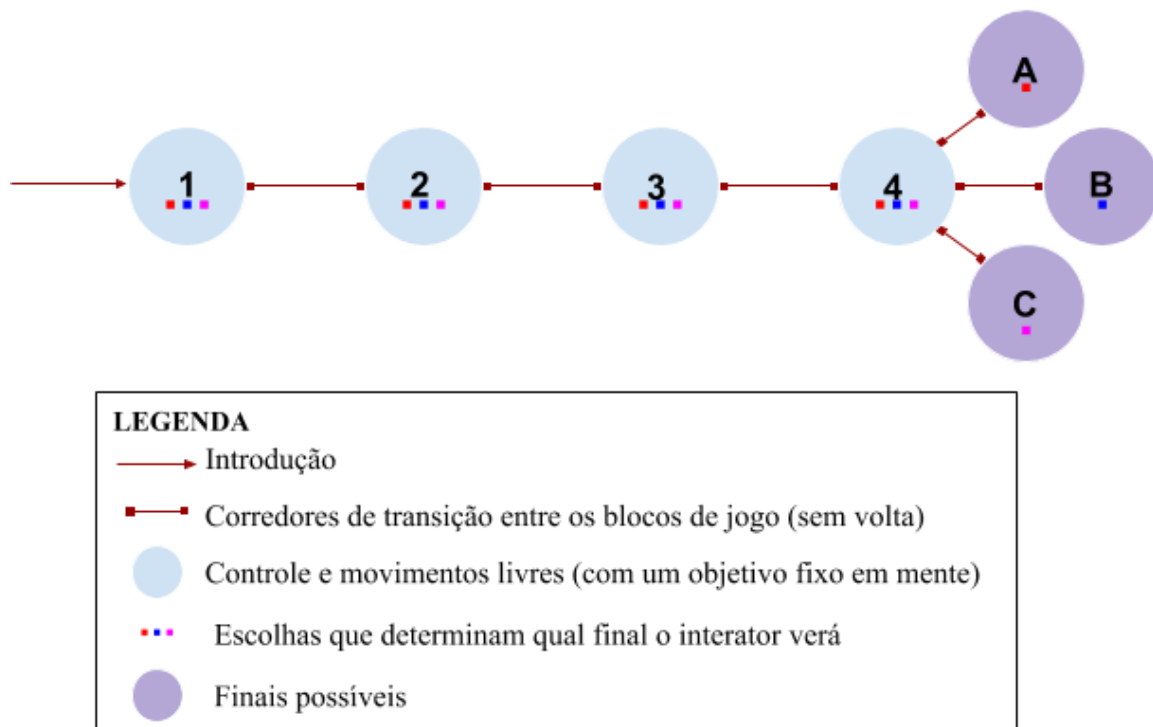 A
1
2
3
4
B
C
LEGENDA
Introdução
Corredores de transição entre os blocos de jogo (sem volta)
Controle e movimentos livres (com um objetivo fixo em mente)
Escolhas que determinam qual final o interator verá
Finais possíveis